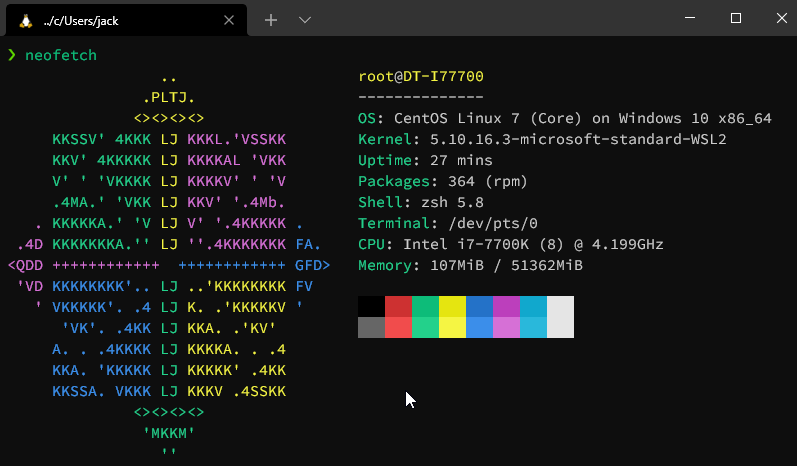 ../c/Users/jack
❯ neofetch
..
.PLTJ.
<><><><>
KKSSV' 4KKK LJ KKKL.'VSSKK
KKV' 4KKKKK LJ KKKKAL 'VKK
V' ' 'VKKKK LJ KKKKV' ' 'V
.4MA.' 'VKK LJ KKV' '.4Mb.
. KKKKKA.' 'V LJ V' '.4KKKKK .
.4D KKKKKKKA.'' LJ ''.4KKKKKKK FA.
<QDD ++++++++++++ ++++++++++++ GFD>
'VD KKKKKKKK'.. LJ ..'KKKKKKKK FV
' VKKKKK'. .4 LJ K. .'KKKKKV '
'VK'. .4KK LJ KKA. .'KV'
A. . .4KKKK LJ KKKKA. . .4
KKA. 'KKKKK LJ KKKKK' .4KK
KKSSA. VKKK LJ KKKV .4SSKK
<><><><>
'MKKM'
''
root@DT-I77700
--------------
OS: CentOS Linux 7 (Core) on Windows 10 x86_64
Kernel: 5.10.16.3-microsoft-standard-WSL2
Uptime: 27 mins
Packages: 364 (rpm)
Shell: zsh 5.8
Terminal: /dev/pts/0
CPU: Intel i7-7700K (8) @ 4.199GHz
Memory: 107MiB / 51362MiB